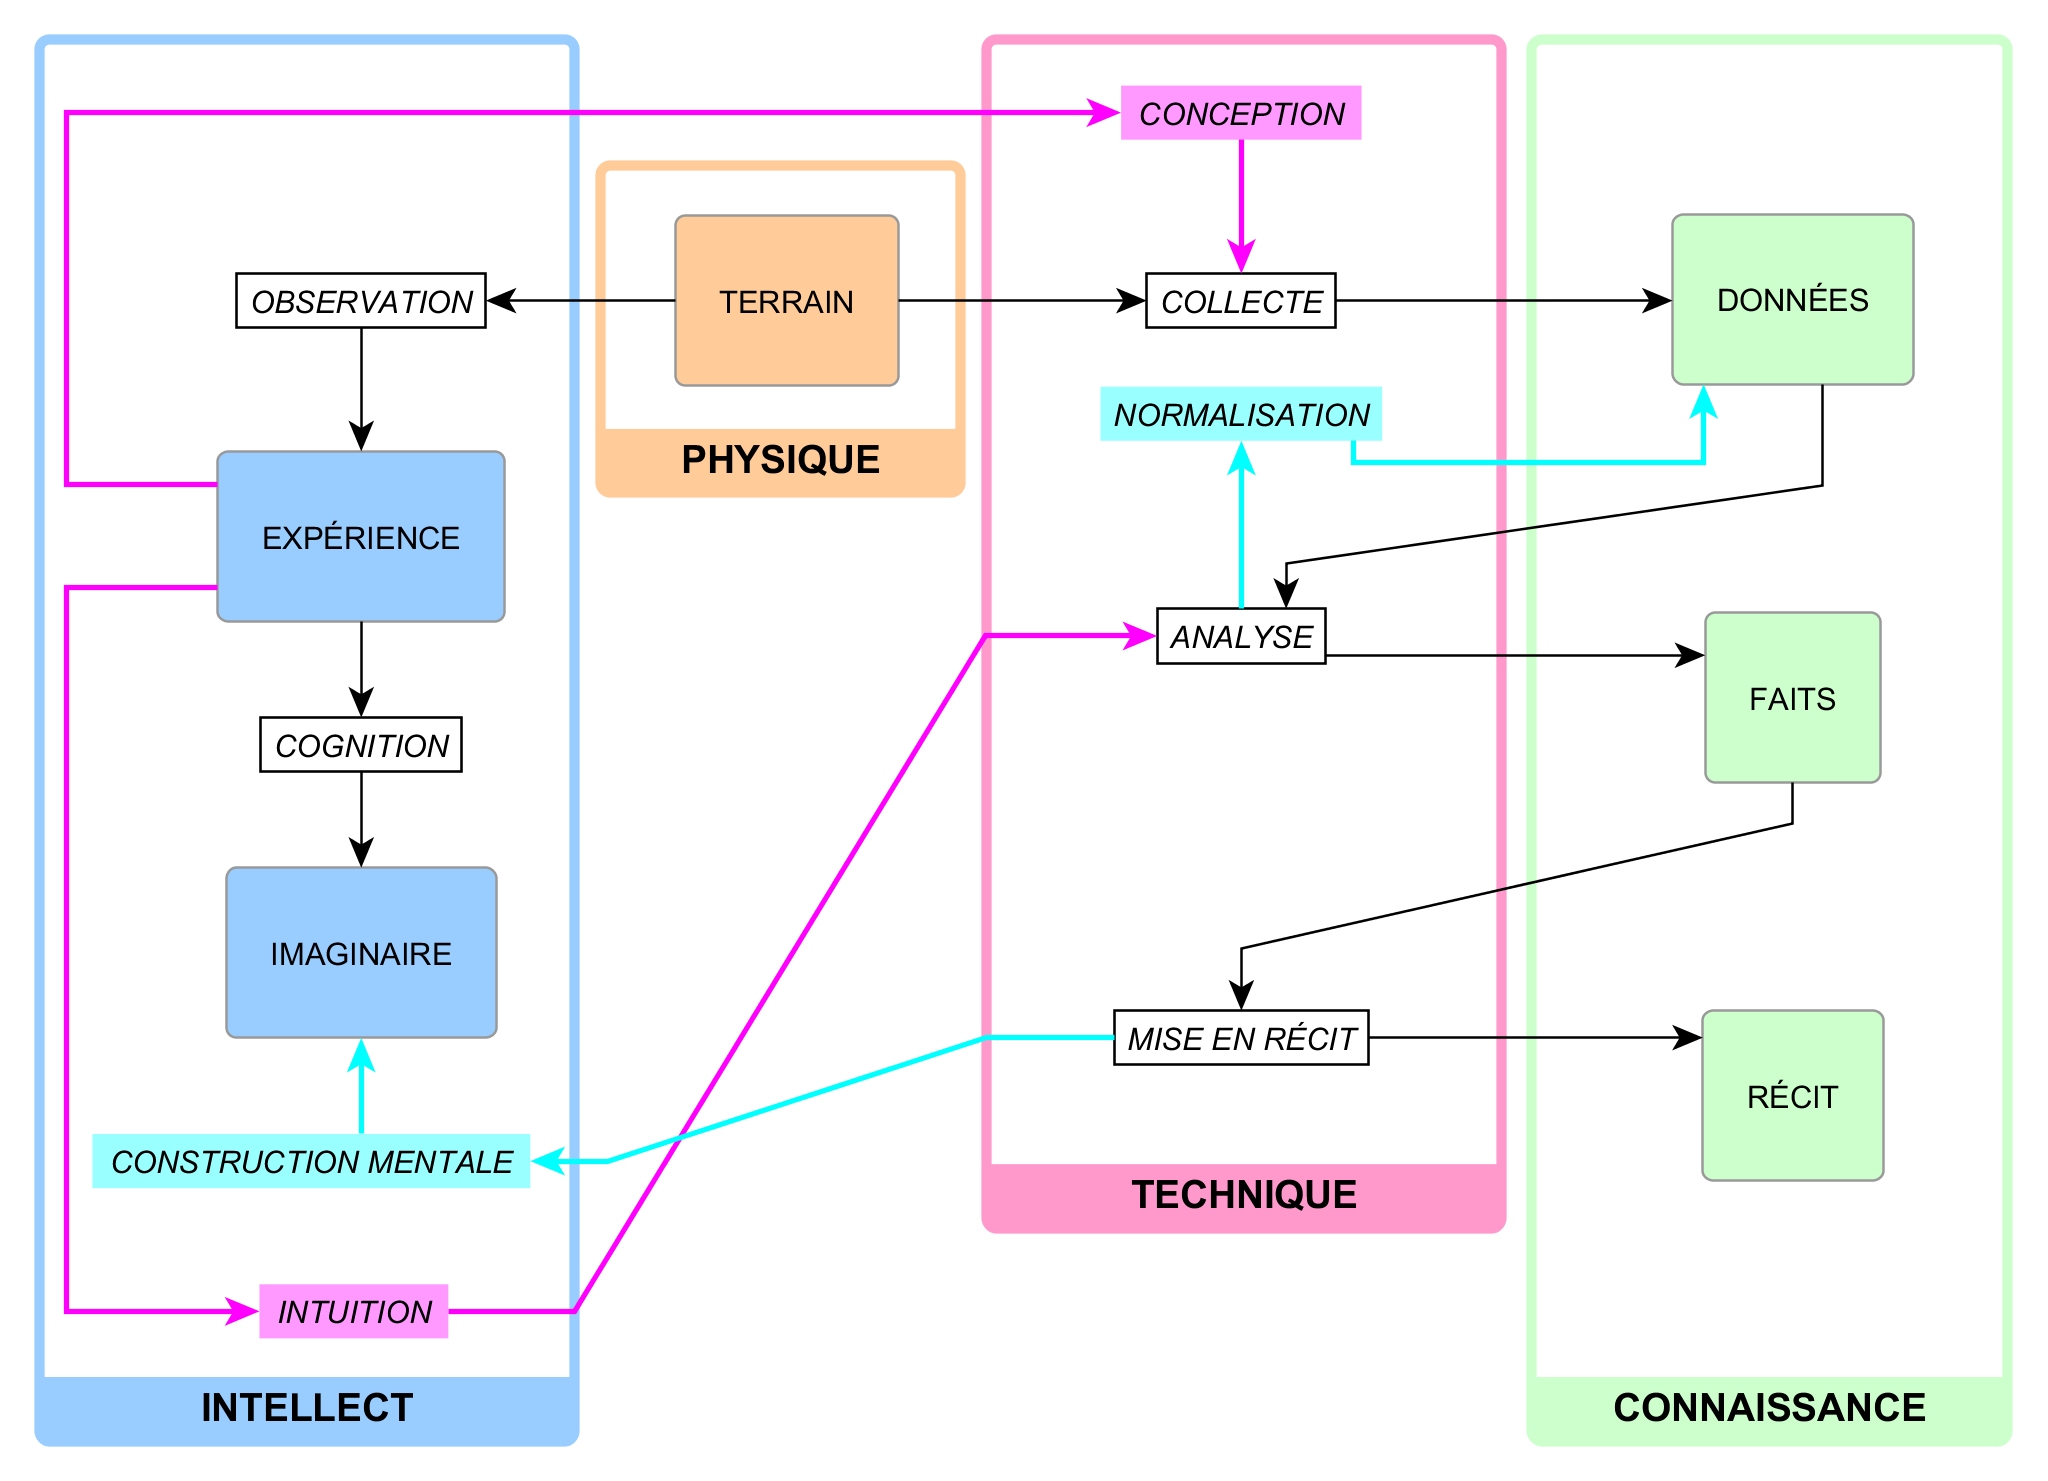 CONCEPTION
OBSERVATION
TERRAIN
COLLECTE
DONNÉES
NORMALISATION
PHYSIQUE
EXPÉRIENCE
ANALYSE
FAITS
COGNITION
IMAGINAIRE
MISE EN RÉCIT
RÉCIT
CONSTRUCTION MENTALE
TECHNIQUE
INTUITION
INTELLECT
CONNAISSANCE